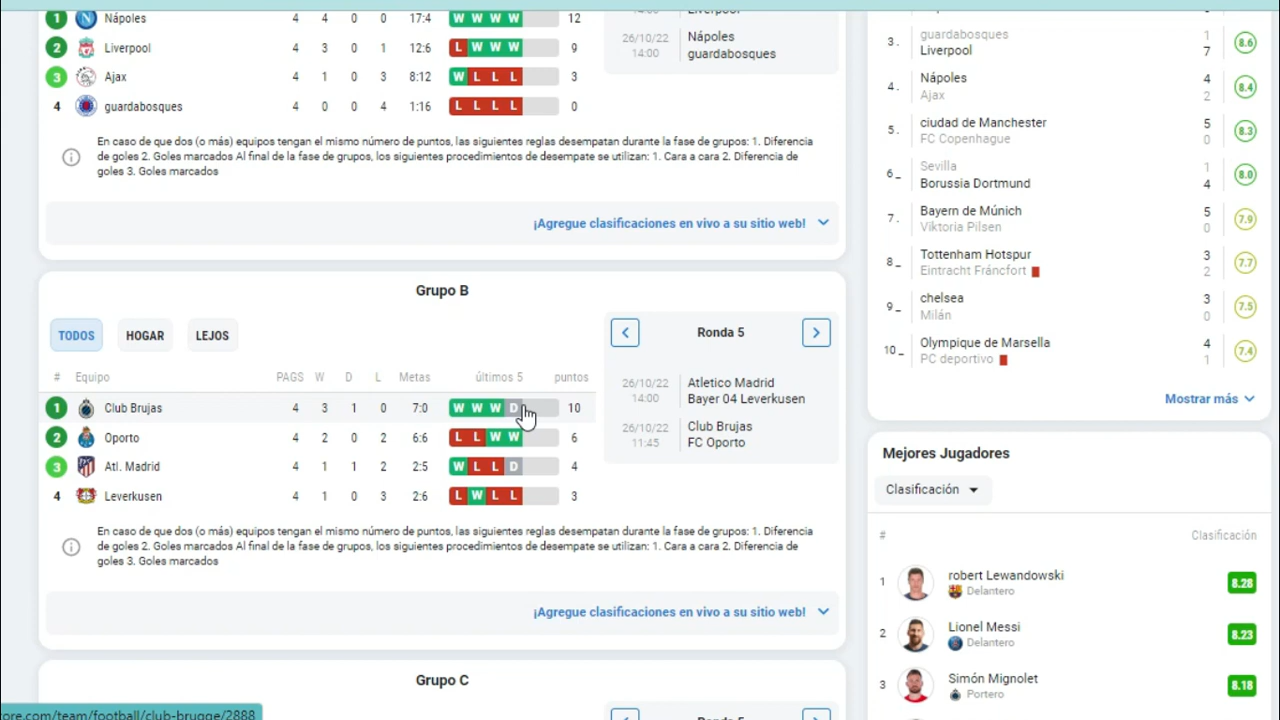 1 Nápoles 4 4 0 0 17:4 W W W W 12
2 Liverpool 4 3 0 1 12:6 L W W W 9
3 Ajax 4 1 0 3 8:12 W L L L 3
4 guardabosques 4 0 0 4 1:16 L L L L 0
En caso de que dos (o más) equipos tengan el mismo número de puntos, las siguientes reglas desempatan durante la fase de grupos: 1. Diferencia
de goles 2. Goles marcados Al final de la fase de grupos, los siguientes procedimientos de desempate se utilizan: 1. Cara a cara 2. Diferencia de
goles 3. Goles marcados
¡Agregue clasificaciones en vivo a su sitio web!
Liverpool
26/10/22 Nápoles
14:00 guardabosques
Grupo B
TODOS HOGAR LEJOS
# Equipo PAGS W D L Metas últimos 5 puntos
1 Club Brujas 4 3 1 0 7:0 W W W D 10
2 Oporto 4 2 0 2 6:6 L L W W 6
3 Atl. Madrid 4 1 1 2 2:5 W L L D 4
4 Leverkusen 4 1 0 3 2:6 L W L L 3
Ronda 5
26/10/22 Atletico Madrid
14:00 Bayer 04 Leverkusen
26/10/22 Club Brujas
11:45 FC Oporto
En caso de que dos (o más) equipos tengan el mismo número de puntos, las siguientes reglas desempatan durante la fase de grupos: 1. Diferencia
de goles 2. Goles marcados Al final de la fase de grupos, los siguientes procedimientos de desempate se utilizan: 1. Cara a cara 2. Diferencia de
goles 3. Goles marcados
¡Agregue clasificaciones en vivo a su sitio web!
Grupo C
Ronda 5
ore.com/team/football/club-brugge/2888
3. guardabosques 1 8.6
Liverpool 7
4. Nápoles 4 8.4
Ajax 2
5. ciudad de Manchester 5 8.3
FC Copenhague 0
6_ Sevilla 1 8.0
Borussia Dortmund 4
7. Bayern de Múnich 5 7.9
Viktoria Pilsen 0
8_ Tottenham Hotspur 3 7.7
Eintracht Fráncfort 2
9_ chelsea 3 7.5
Milán 0
10_ Olympique de Marsella 4 7.4
PC deportivo 1
Mostrar más
Mejores Jugadores
Clasificación
# Clasificación
1 robert Lewandowski 8.28
Delantero
2 Lionel Messi 8.23
Delantero
3 Simón Mignolet 8.18
Portero